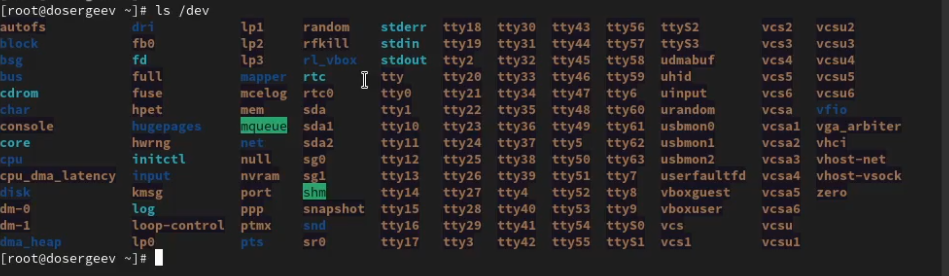 [root@dosergeev ~]# ls /dev
autofs dri lp1 random stderr tty18 tty30 tty43 tty56 ttyS2 vcs2 vcsu2
block fb0 lp2 rfkill stdin tty19 tty31 tty44 tty57 ttyS3 vcs3 vcsu3
bsg fd lp3 rl_vbox stdout tty2 tty32 tty45 tty58 udmabuf vcs4 vcsu4
bus full mapper rtc tty tty20 tty33 tty46 tty59 uhid vcs5 vcsu5
cdrom fuse mcelog rtc0 tty0 tty21 tty34 tty47 tty6 uinput vcs6 vcsu6
char hpet mem sda tty1 tty22 tty35 tty48 tty60 urandom vcsa vfio
console hugepages mqueue sda1 tty10 tty23 tty36 tty49 tty61 usbmon0 vcsa1 vga_arbiter
core hwrng net sda2 tty11 tty24 tty37 tty5 tty62 usbmon1 vcsa2 vhci
cpu initctl null sg0 tty12 tty25 tty38 tty50 tty63 usbmon2 vcsa3 vhost-net
cpu_dma_latency input nvram sg1 tty13 tty26 tty39 tty51 tty7 userfaultfd vcsa4 vhost-vsock
disk kmsg port shm tty14 tty27 tty4 tty52 tty8 vboxguest vcsa5 zero
dm-0 log ppp snapshot tty15 tty28 tty40 tty53 tty9 vboxuser vcsa6
dm-1 loop-control ptmx snd tty16 tty29 tty41 tty54 ttyS0 vcs vcsu
dma_heap lp0 pts sr0 tty17 tty3 tty42 tty55 ttyS1 vcs1 vcsu1
[root@dosergeev ~]#